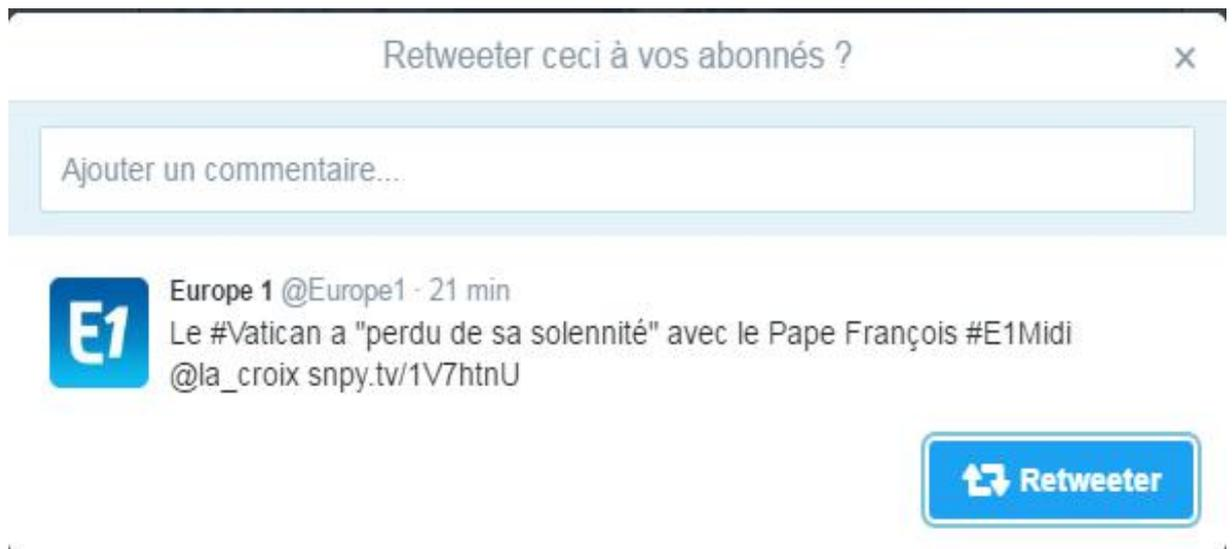 Retweeter ceci à vos abonnés ? ×
Ajouter un commentaire...
E1
Europe 1 @Europe1 · 21 min
Le #Vatican a "perdu de sa solennité" avec le Pape François #E1Midi
@la_croix snpy.tv/1V7htnU
Retweeter